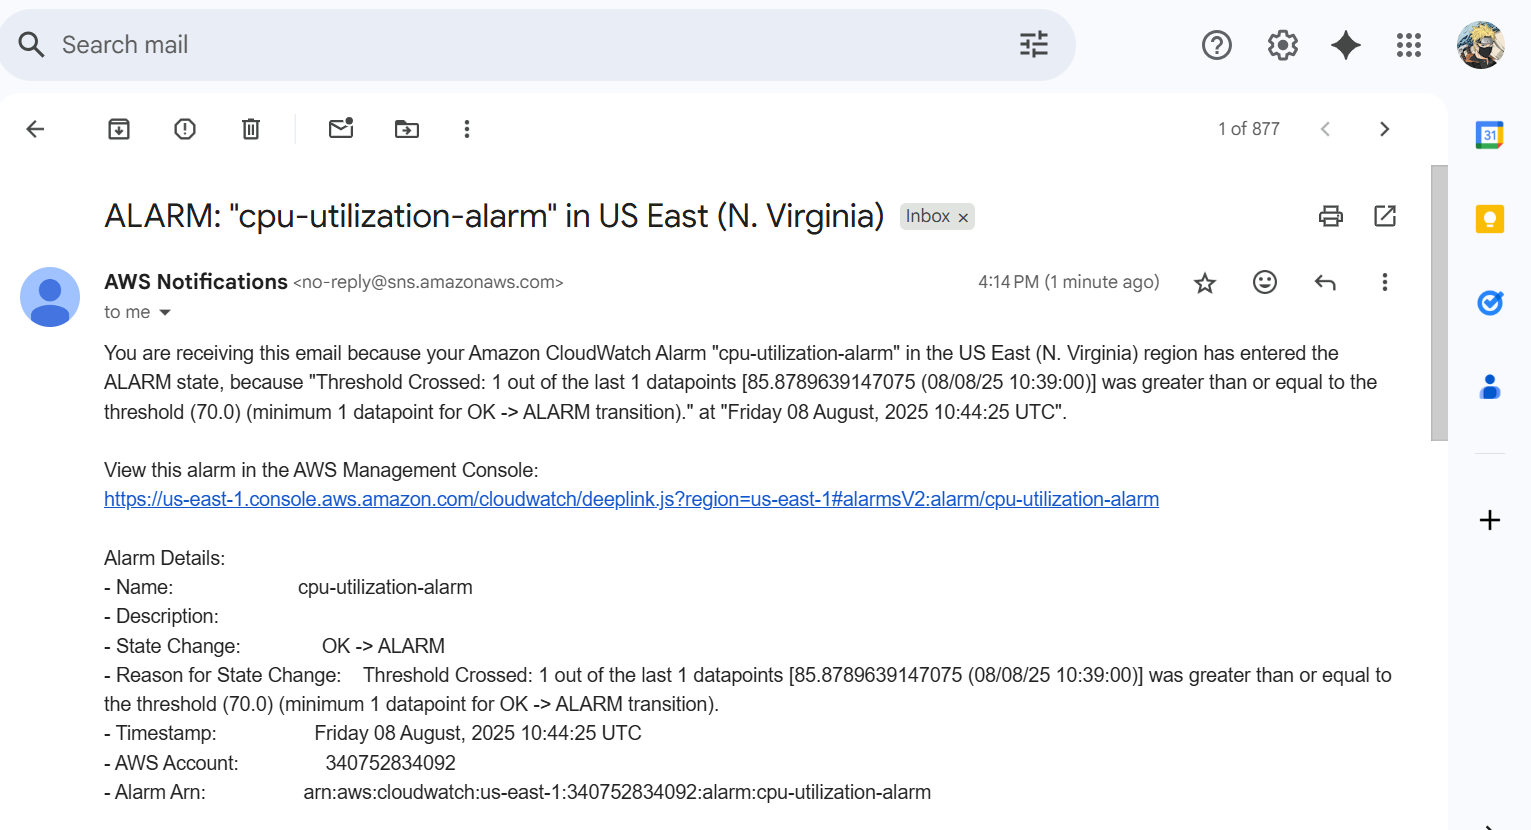 Search mail
1 of 877
31
ALARM: "cpu-utilization-alarm" in US East (N. Virginia) Inbox ×
AWS Notifications <no-reply@sns.amazonaws.com> 4:14 PM (1 minute ago)
to me
You are receiving this email because your Amazon CloudWatch Alarm "cpu-utilization-alarm" in the US East (N. Virginia) region has entered the
ALARM state, because "Threshold Crossed: 1 out of the last 1 datapoints [85.8789639147075 (08/08/25 10:39:00)] was greater than or equal to the
threshold (70.0) (minimum 1 datapoint for OK -> ALARM transition)." at "Friday 08 August, 2025 10:44:25 UTC".
View this alarm in the AWS Management Console:
https://us-east-1.console.aws.amazon.com/cloudwatch/deeplink.js?region=us-east-1#alarmsV2:alarm/cpu-utilization-alarm
Alarm Details:
- Name: cpu-utilization-alarm
- Description:
- State Change: OK -> ALARM
- Reason for State Change: Threshold Crossed: 1 out of the last 1 datapoints [85.8789639147075 (08/08/25 10:39:00)] was greater than or equal to
the threshold (70.0) (minimum 1 datapoint for OK -> ALARM transition).
- Timestamp: Friday 08 August, 2025 10:44:25 UTC
- AWS Account: 340752834092
- Alarm Arn: arn:aws:cloudwatch:us-east-1:340752834092:alarm:cpu-utilization-alarm